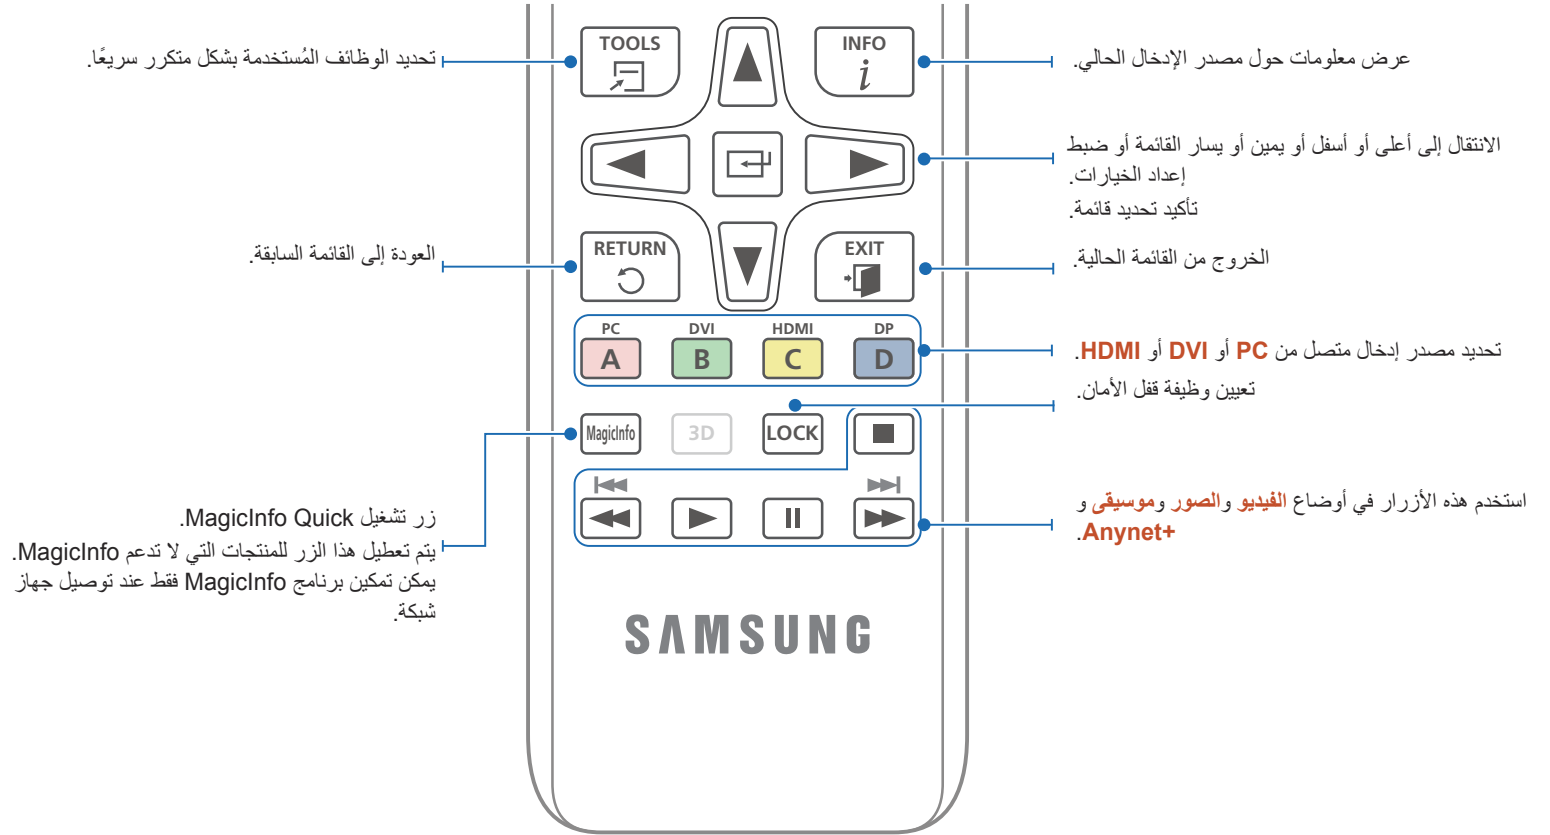 تحديد الوظائف المُستخدمة بشكل متكرر سريعًا.
TOOLS
INFO
i
عرض معلومات حول مصدر الإدخال الحالي.
الانتقال إلى أعلى أو أسفل أو يمين أو يسار القائمة أو ضبط
إعداد الخيارات.
تأكيد تحديد قائمة.
العودة إلى القائمة السابقة.
RETURN
EXIT
الخروج من القائمة الحالية.
PC DVI HDMI DP
A B C D
تحديد مصدر إدخال متصل من PC أو DVI أو HDMI.
تعيين وظيفة قفل الأمان.
MagicInfo 3D LOCK
زر تشغيل MagicInfo Quick.
يتم تعطيل هذا الزر للمنتجات التي لا تدعم MagicInfo.
يمكن تمكين برنامج MagicInfo فقط عند توصيل جهاز
شبكة.
استخدم هذه الأزرار في أوضاع الفيديو والصور وموسيقى و
Anynet+.
SAMSUNG